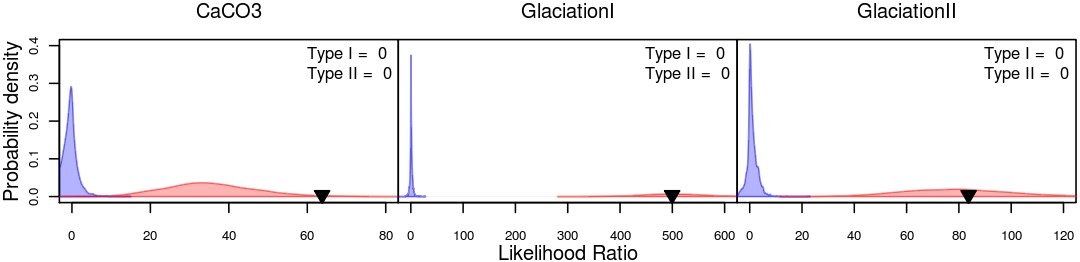 CaCO3 GlaciationI GlaciationII
Type I = 0 Type I = 0 Type I = 0
Type II = 0 Type II = 0 Type II = 0
Probability density
0.4
0.3
0.2
0.1
0.0
0 20 40 60 80 0 100 200 300 400 500 600 0 20 40 60 80 100 120
Likelihood Ratio